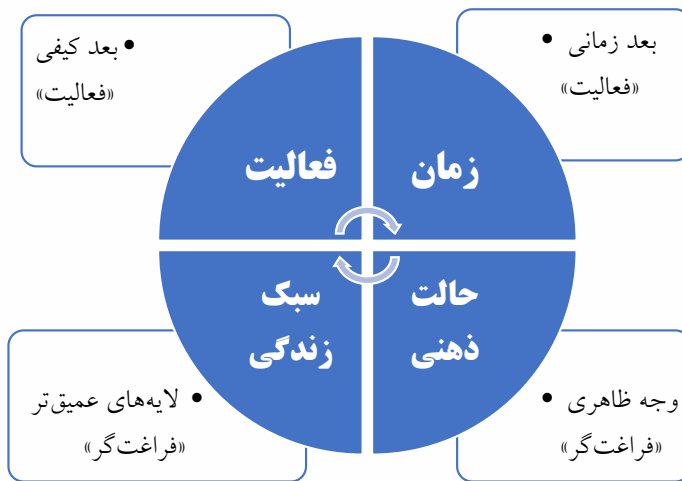 • بعد زمانی
«فعالیت»
• بعد کیفی
«فعالیت»
زمان
فعالیت
حالت
ذهنی
سبک
زندگی
• وجه ظاهری
«فراغت‌گر»
• لایه‌های عمیق‌تر
«فراغت‌گر»